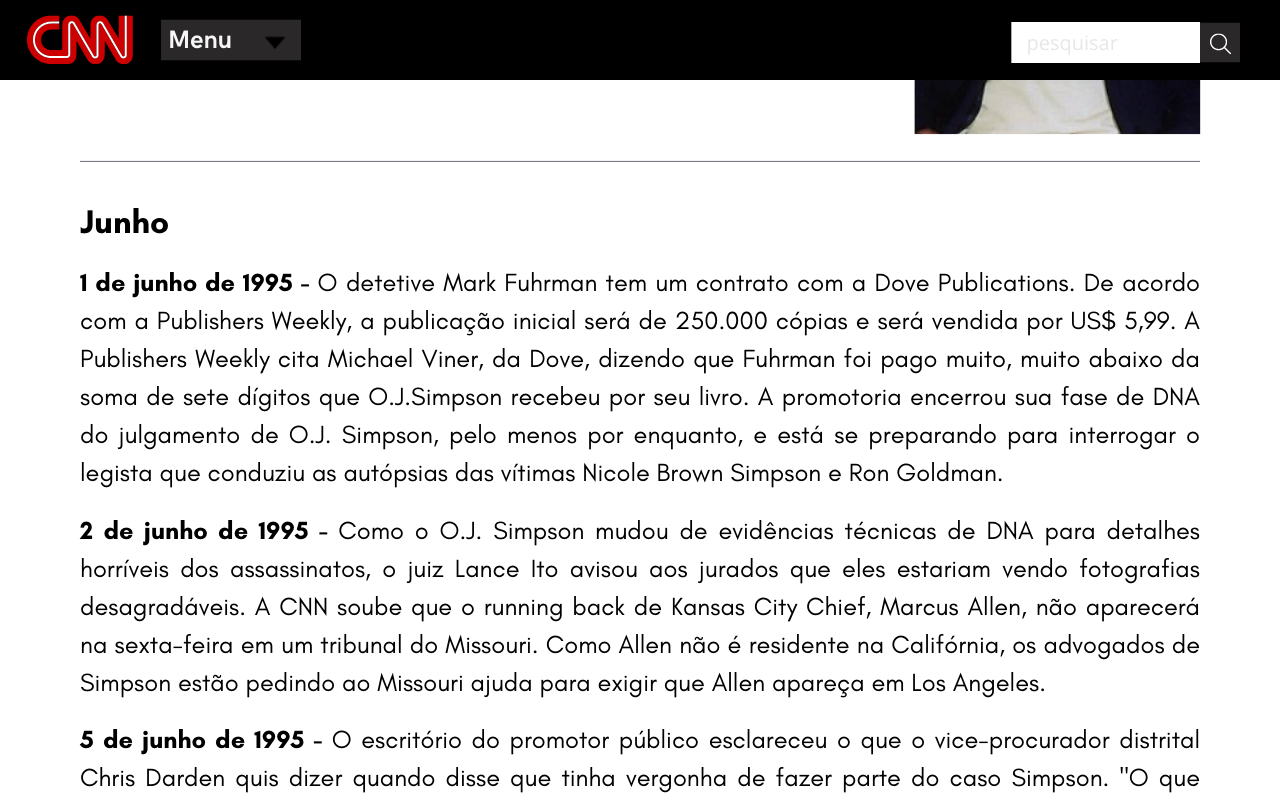 CNN Menu pesquisar
Junho
1 de junho de 1995 - O detetive Mark Fuhrman tem um contrato com a Dove Publications. De acordo
com a Publishers Weekly, a publicação inicial será de 250.000 cópias e será vendida por US$ 5,99. A
Publishers Weekly cita Michael Viner, da Dove, dizendo que Fuhrman foi pago muito, muito abaixo da
soma de sete dígitos que O.J.Simpson recebeu por seu livro. A promotoria encerrou sua fase de DNA
do julgamento de O.J. Simpson, pelo menos por enquanto, e está se preparando para interrogar o
legista que conduziu as autópsias das vítimas Nicole Brown Simpson e Ron Goldman.
2 de junho de 1995 - Como o O.J. Simpson mudou de evidências técnicas de DNA para detalhes
horríveis dos assassinatos, o juiz Lance Ito avisou aos jurados que eles estariam vendo fotografias
desagradáveis. A CNN soube que o running back de Kansas City Chief, Marcus Allen, não aparecerá
na sexta-feira em um tribunal do Missouri. Como Allen não é residente na Califórnia, os advogados de
Simpson estão pedindo ao Missouri ajuda para exigir que Allen apareça em Los Angeles.
5 de junho de 1995 - O escritório do promotor público esclareceu o que o vice-procurador distrital
Chris Darden quis dizer quando disse que tinha vergonha de fazer parte do caso Simpson. "O que